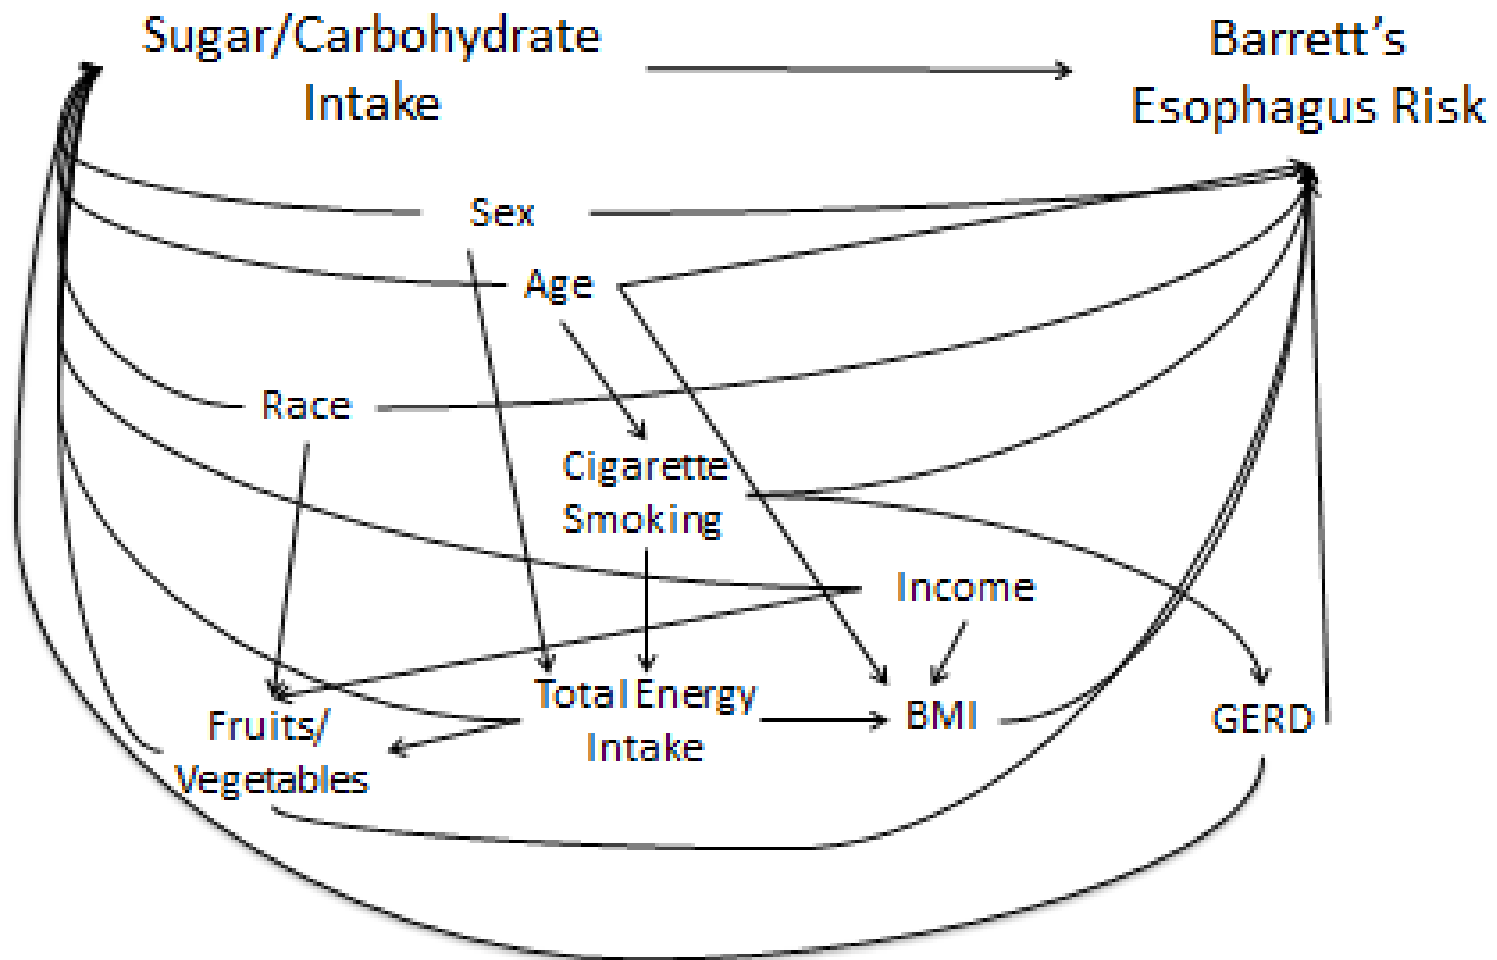 Sugar/Carbohydrate
Intake
Barrett’s
Esophagus Risk
Sex
Age
Race
Cigarette
Smoking
Income
Fruits/
Vegetables
Total Energy
Intake
BMI
GERD